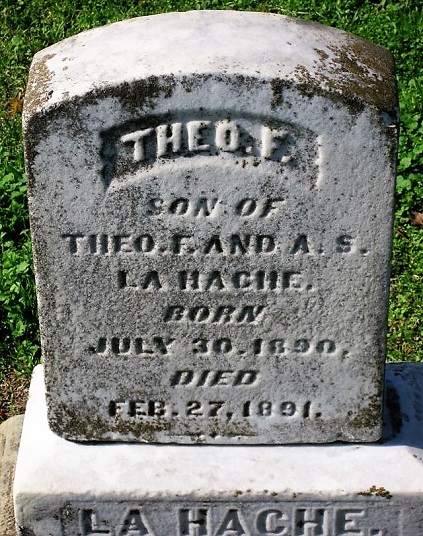 THEO. F.
SON OF
THEO. F. AND A. S.
LA HACHE.
BORN
JULY 30, 1890,
DIED
FEB. 27, 1891.
LA HACHE.